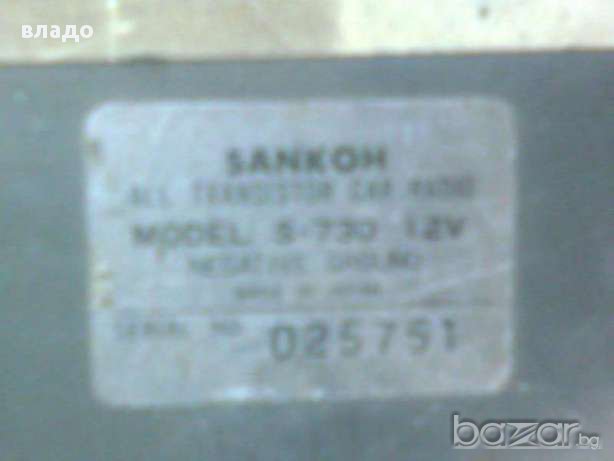 владо
SANKOH
ALL TRANSISTOR CAR RADIO
MODEL S-730 12V
NEGATIVE GROUND
MADE IN JAPAN
SERIAL NO. 025751
bazar.bg